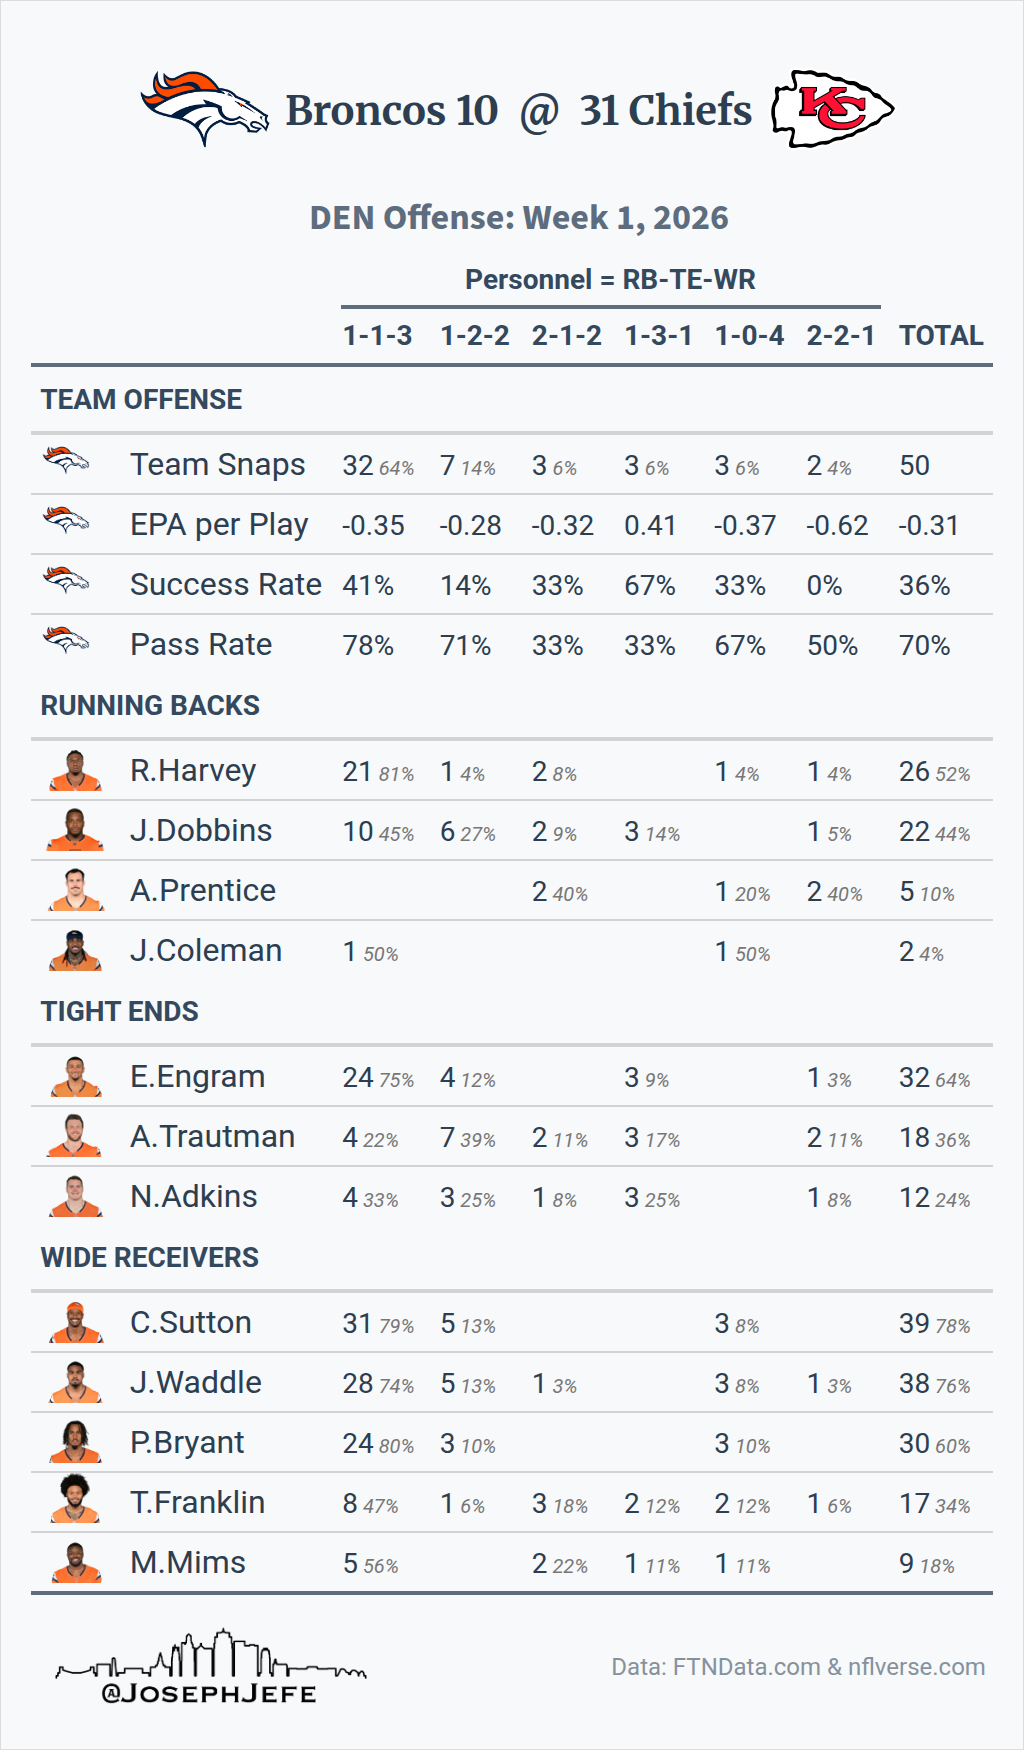 Broncos 10 @ 31 Chiefs
KC
DEN Offense: Week 1, 2026
Personnel = RB-TE-WR
1-1-3 1-2-2 2-1-2 1-3-1 1-0-4 2-2-1 TOTAL
TEAM OFFENSE
Team Snaps 32 64% 7 14% 3 6% 3 6% 3 6% 2 4% 50
EPA per Play -0.35 -0.28 -0.32 0.41 -0.37 -0.62 -0.31
Success Rate 41% 14% 33% 67% 33% 0% 36%
Pass Rate 78% 71% 33% 33% 67% 50% 70%
RUNNING BACKS
R.Harvey 21 81% 1 4% 2 8% 1 4% 1 4% 26 52%
J.Dobbins 10 45% 6 27% 2 9% 3 14% 1 5% 22 44%
A.Prentice 2 40% 1 20% 2 40% 5 10%
J.Coleman 1 50% 1 50% 2 4%
TIGHT ENDS
E.Engram 24 75% 4 12% 3 9% 1 3% 32 64%
A.Trautman 4 22% 7 39% 2 11% 3 17% 2 11% 18 36%
N.Adkins 4 33% 3 25% 1 8% 3 25% 1 8% 12 24%
WIDE RECEIVERS
C.Sutton 31 79% 5 13% 3 8% 39 78%
J.Waddle 28 74% 5 13% 1 3% 3 8% 1 3% 38 76%
P.Bryant 24 80% 3 10% 3 10% 30 60%
T.Franklin 8 47% 1 6% 3 18% 2 12% 2 12% 1 6% 17 34%
M.Mims 5 56% 2 22% 1 11% 1 11% 9 18%
@JOSEPHJEFE
Data: FTNData.com & nflverse.com